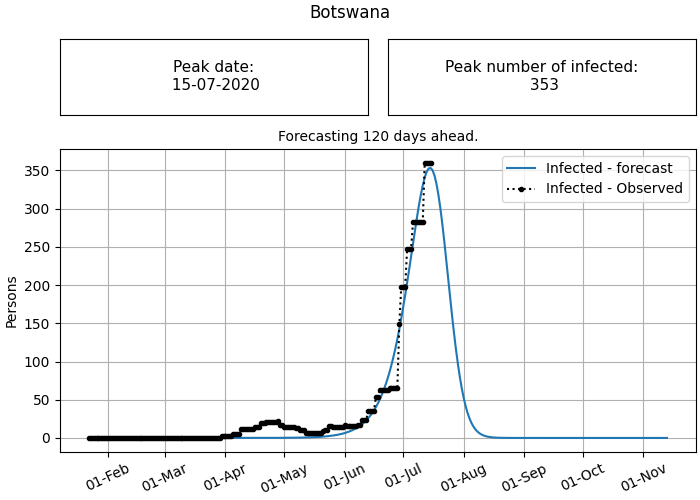 Botswana
Peak date:
15-07-2020
Peak number of infected:
353
Forecasting 120 days ahead.
Infected - forecast
Infected - Observed
Persons
350
300
250
200
150
100
50
0
01-Feb
01-Mar
01-Apr
01-May
01-Jun
01-Jul
01-Aug
01-Sep
01-Oct
01-Nov